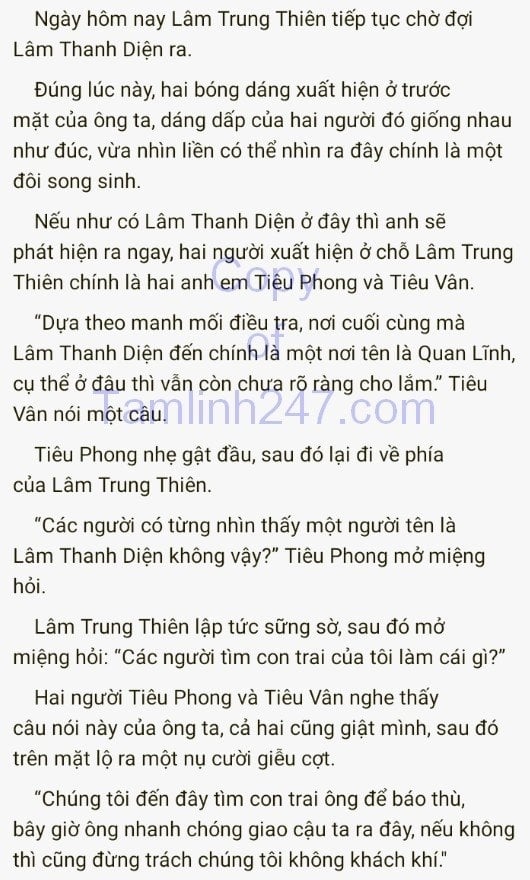 Ngày hôm nay Lâm Trung Thiên tiếp tục chờ đợi
Lâm Thanh Diện ra.
Đúng lúc này, hai bóng dáng xuất hiện ở trước
mặt của ông ta, dáng dấp của hai người đó giống nhau
như đúc, vừa nhìn liền có thể nhìn ra đây chính là một
đôi song sinh.
Nếu như có Lâm Thanh Diện ở đây thì anh sẽ
phát hiện ra ngay, hai người xuất hiện ở chỗ Lâm Trung
Thiên chính là hai anh em Tiêu Phong và Tiêu Vân.
“Dựa theo manh mối điều tra, nơi cuối cùng mà
Lâm Thanh Diện đến chính là một nơi tên là Quan Lĩnh,
cụ thể ở đâu thì vẫn còn chưa rõ ràng cho lắm.” Tiêu
Vân nói một câu.
Tiêu Phong nhẹ gật đầu, sau đó lại đi về phía
của Lâm Trung Thiên.
“Các người có từng nhìn thấy một người tên là
Lâm Thanh Diện không vậy?” Tiêu Phong mở miệng
hỏi.
Lâm Trung Thiên lập tức sững sờ, sau đó mở
miệng hỏi: “Các người tìm con trai của tôi làm cái gì?”
Hai người Tiêu Phong và Tiêu Vân nghe thấy
câu nói này của ông ta, cả hai cũng giật mình, sau đó
trên mặt lộ ra một nụ cười giễu cợt.
“Chúng tôi đến đây tìm con trai ông để báo thù,
bây giờ ông nhanh chóng giao cậu ta ra đây, nếu không
thì cũng đừng trách chúng tôi không khách khí."
Copy
of
Tamlinh247.com